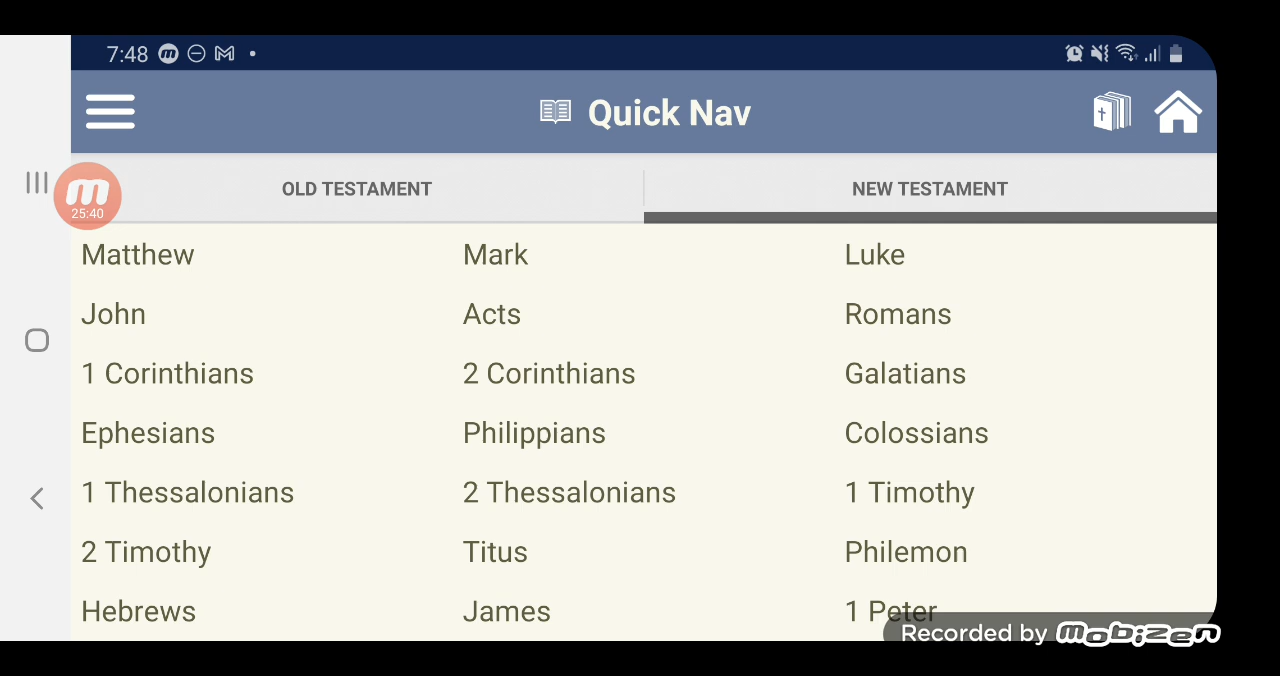 7:48
Quick Nav
25:40
OLD TESTAMENT NEW TESTAMENT
Matthew Mark Luke
John Acts Romans
1 Corinthians 2 Corinthians Galatians
Ephesians Philippians Colossians
1 Thessalonians 2 Thessalonians 1 Timothy
2 Timothy Titus Philemon
Hebrews James 1 Peter
Recorded by mobizen